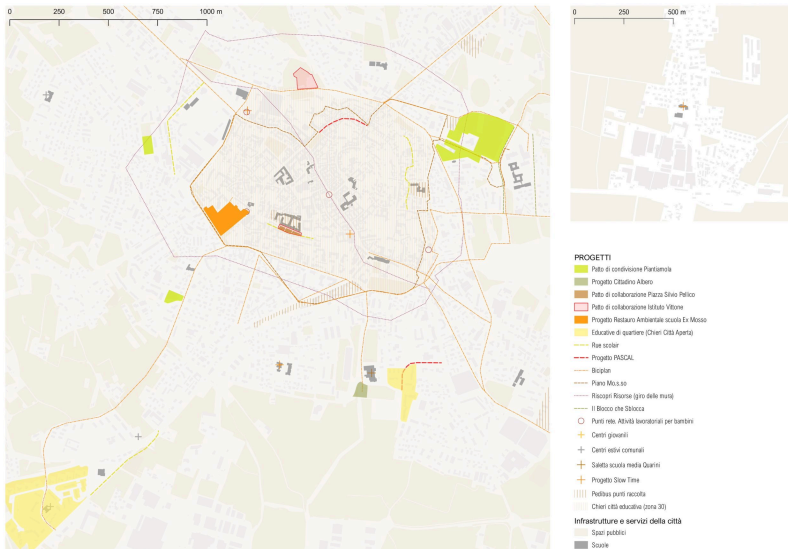 0 250 500 750 1000 m
0 250 500 m
PROGETTI
Patto di condivisione Piantiamola
Progetto Cittadino Albero
Patto di collaborazione Piazza Silvio Pellico
Patto di collaborazione Istituto Vittone
Progetto Restauro Ambientale scuola Ex Mosso
Educative di quartiere (Chieri Città Aperta)
Rue scolair
Progetto PASCAL
Biciplan
Piano Mo.s.so
Riscopri Risorse (giro delle mura)
Il Blocco che Sblocca
Punti rete. Attività lavoratoriali per bambini
Centri giovanili
Centri estivi comunali
Saletta scuola media Quarini
Progetto Slow Time
Pedibus punti raccolta
Chieri città educativa (zona 30)
Infrastrutture e servizi della città
Spazi pubblici
Scuole